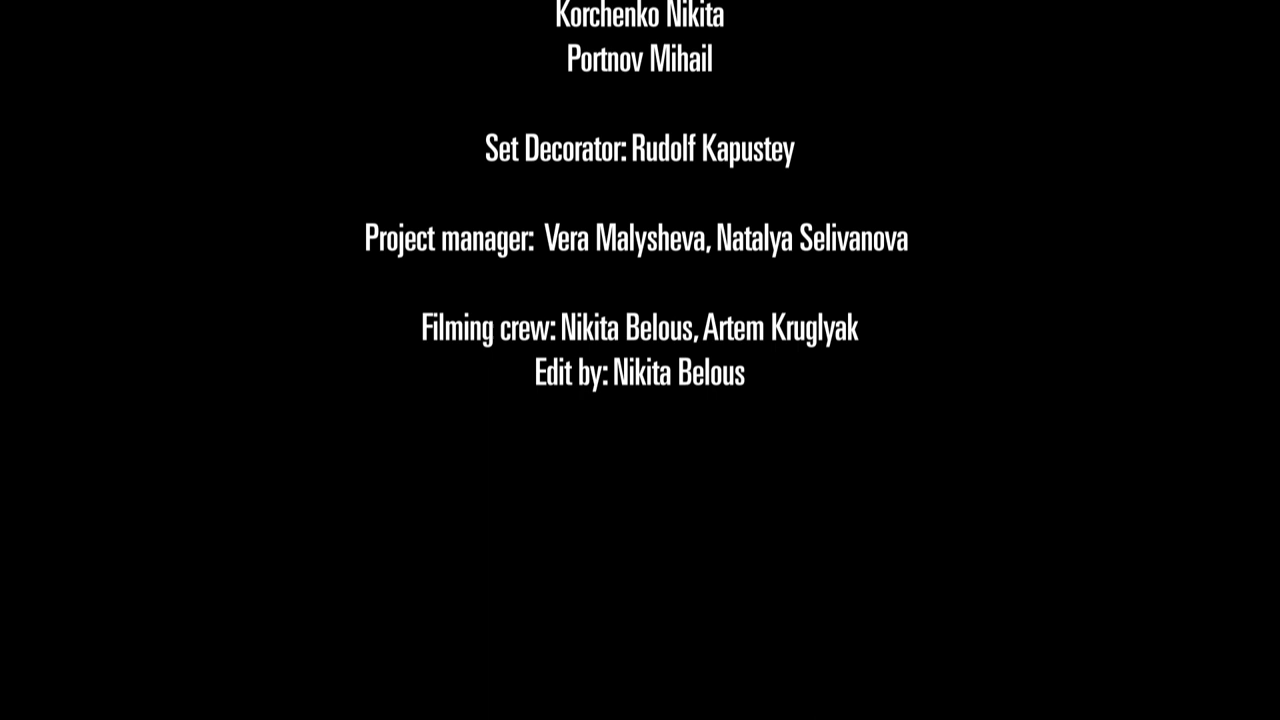 Korchenko Nikita
Portnov Mihail
Set Decorator: Rudolf Kapustey
Project manager:  Vera Malysheva, Natalya Selivanova
Filming crew: Nikita Belous, Artem Kruglyak
Edit by: Nikita Belous